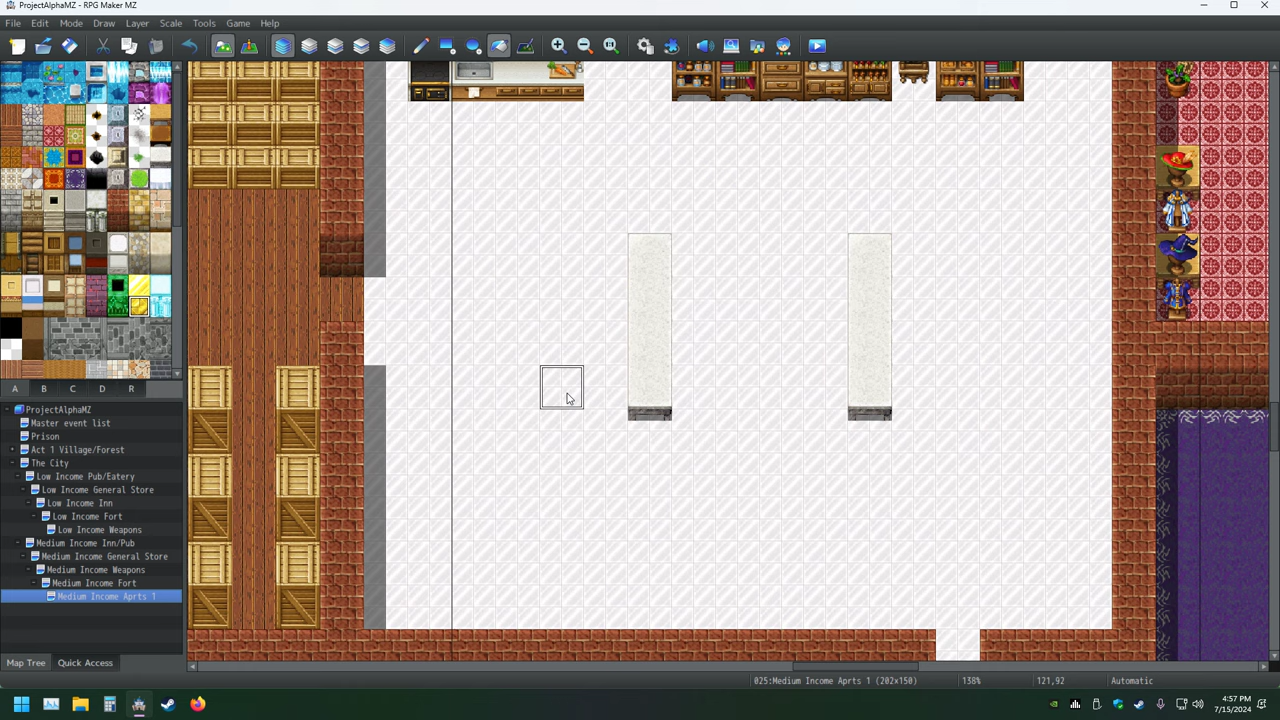 ProjectAlphaMZ - RPG Maker MZ
File Edit Mode Draw Layer Scale Tools Game Help
A B C D R
ProjectAlphaMZ
Master event list
Prison
Act 1 Village/Forest
The City
Low Income Pub/Eatery
Low Income General Store
Low Income Inn
Low Income Fort
Low Income Weapons
Medium Income Inn/Pub
Medium Income General Store
Medium Income Weapons
Medium Income Fort
Medium Income Aprts 1
Map Tree Quick Access
025:Medium Income Aprts 1 (202x150) 138% 121,92 Automatic
4:57 PM
7/15/2024